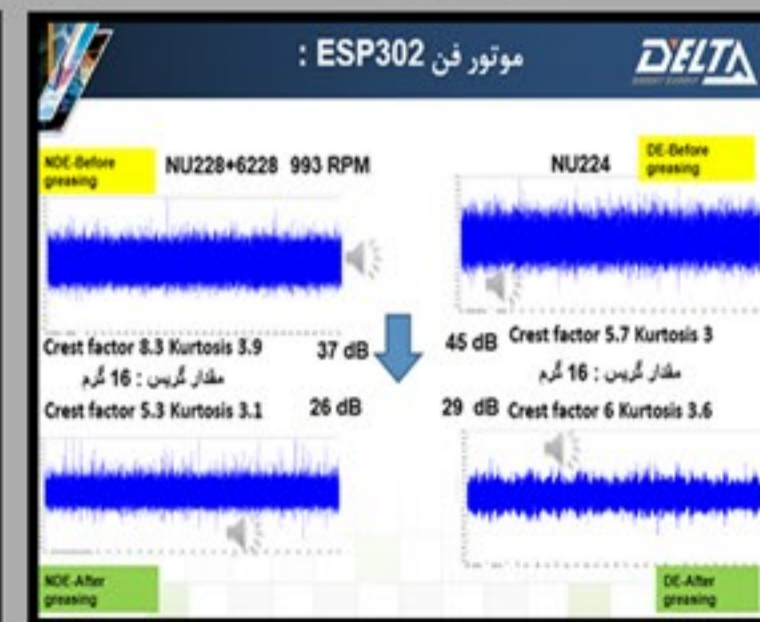 موتور فن ESP302 :
DELTA
NDE-Before
greasing
NU228+6228 993 RPM
NU224
DE-Before
greasing
Crest factor 8.3 Kurtosis 3.9
37 dB
45 dB
Crest factor 5.7 Kurtosis 3
مقدار گریس : 16 گرم
مقدار گریس : 16 گرم
Crest factor 5.3 Kurtosis 3.1
26 dB
29 dB
Crest factor 6 Kurtosis 3.6
NDE-After
greasing
DE-After
greasing